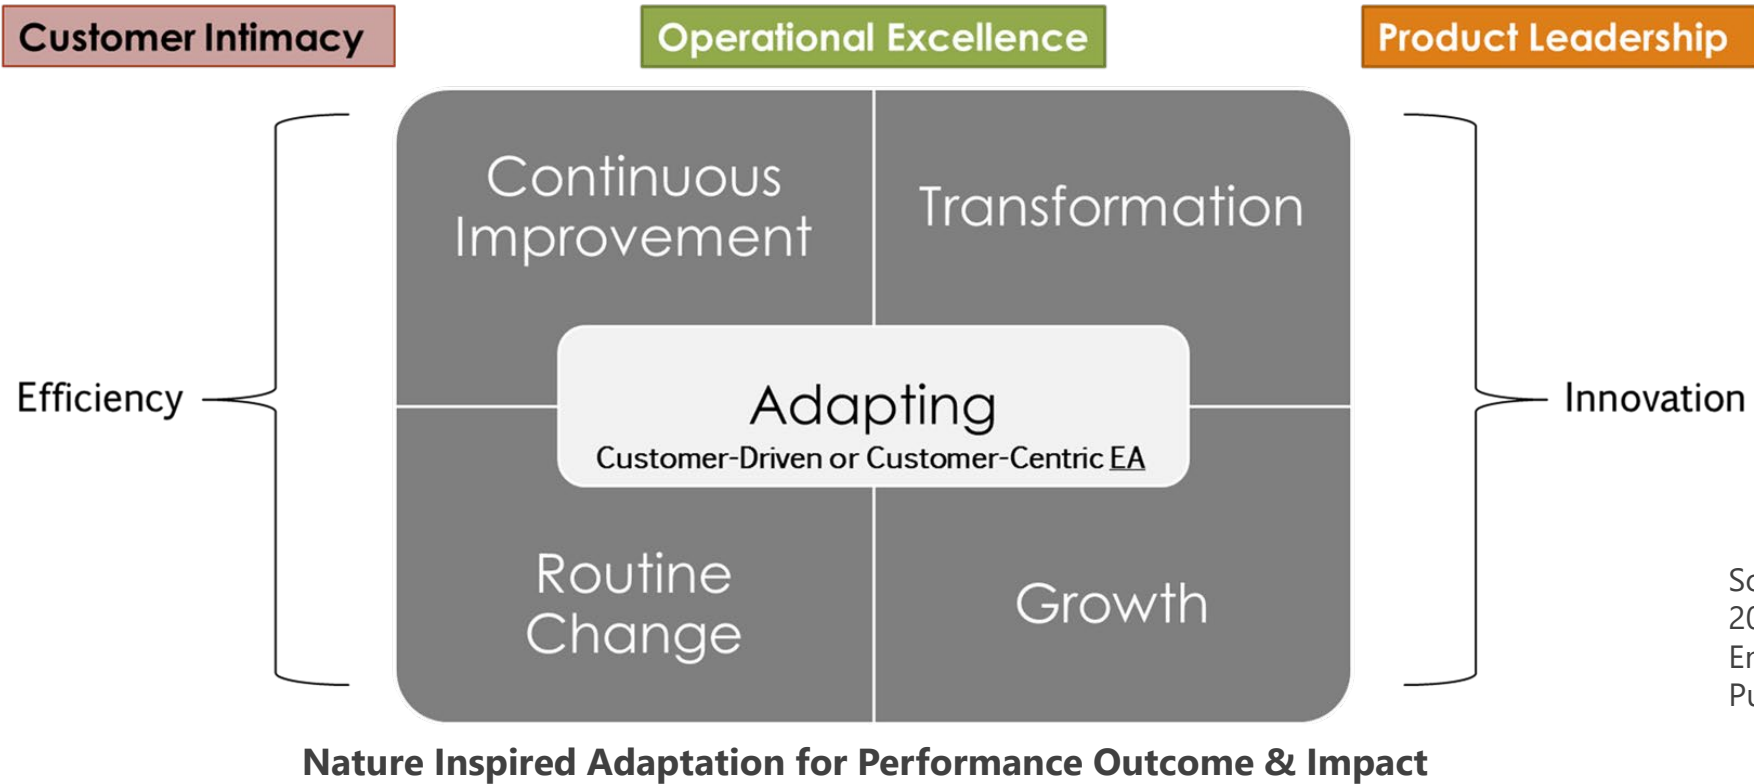 Customer Intimacy
Operational Excellence
Product Leadership
Continuous
Improvement
Transformation
Efficiency
Adapting
Customer-Driven or Customer-Centric EA
Innovation
Routine
Change
Growth
20
Nature Inspired Adaptation for Performance Outcome & Impact